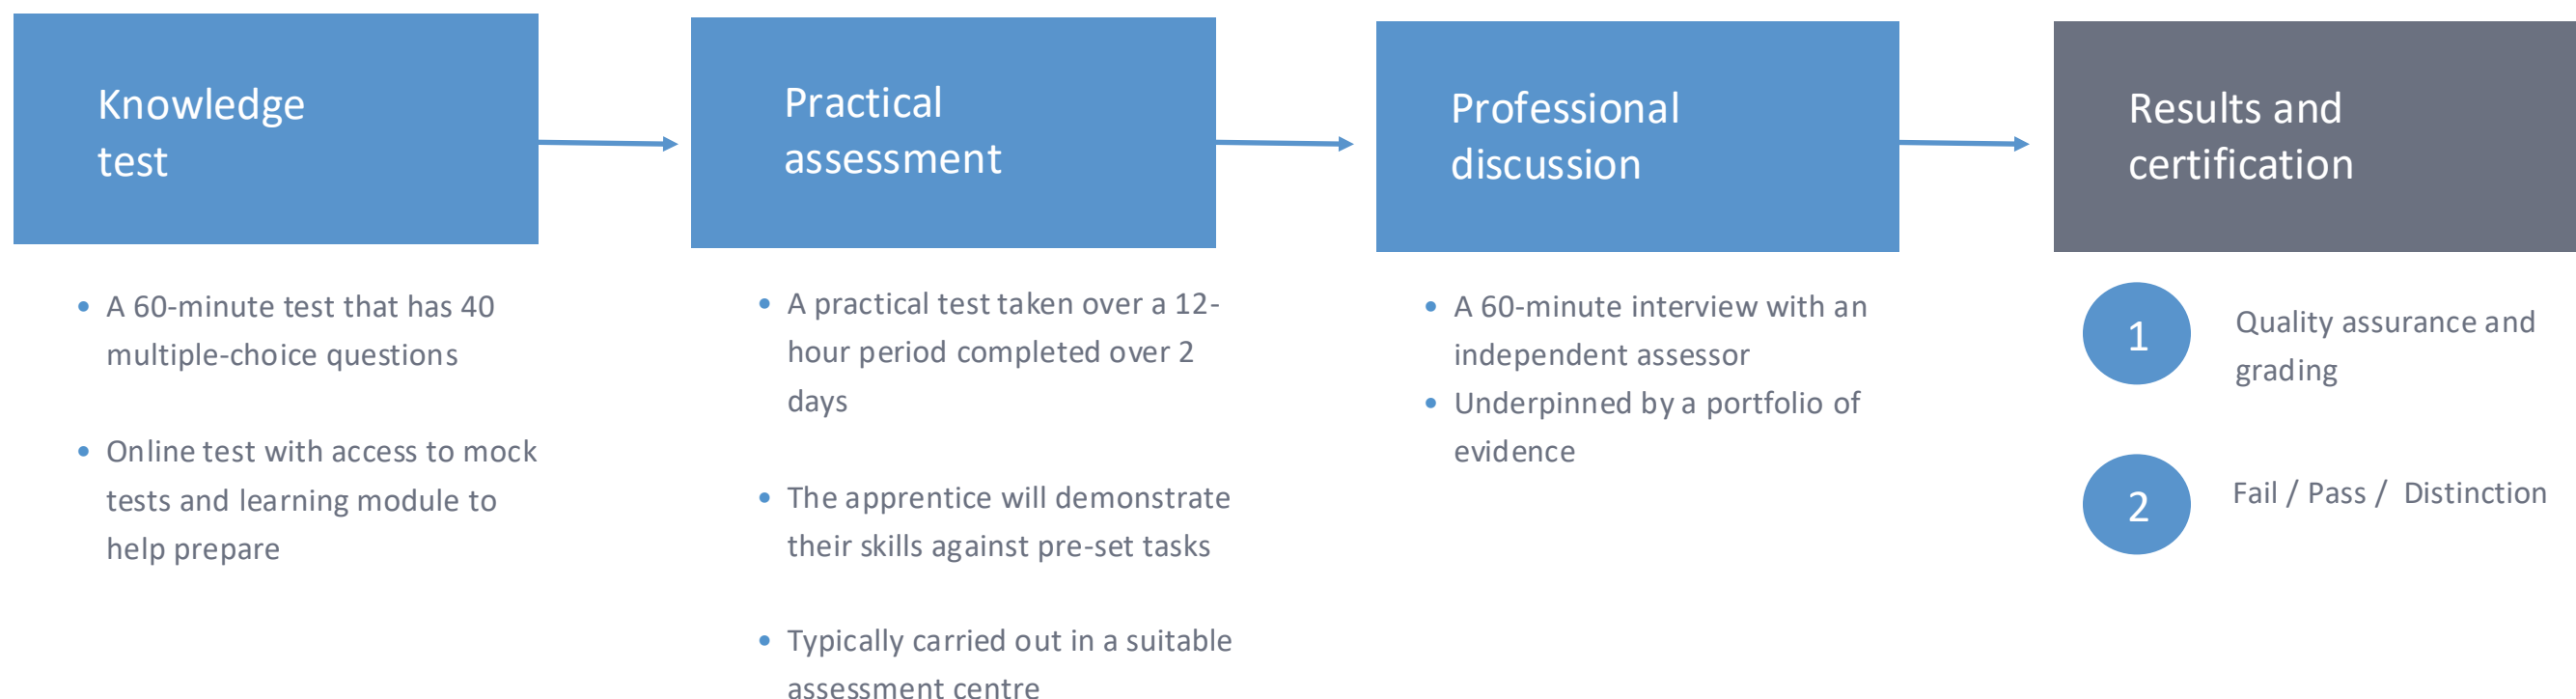 Knowledge
test
Practical
assessment
Professional
discussion
Results and
certification
• A 60-minute test that has 40
multiple-choice questions
• Online test with access to mock
tests and learning module to
help prepare
• A practical test taken over a 12-
hour period completed over 2
days
• The apprentice will demonstrate
their skills against pre-set tasks
• Typically carried out in a suitable
assessment centre
• A 60-minute interview with an
independent assessor
• Underpinned by a portfolio of
evidence
1
Quality assurance and
grading
2
Fail / Pass / Distinction